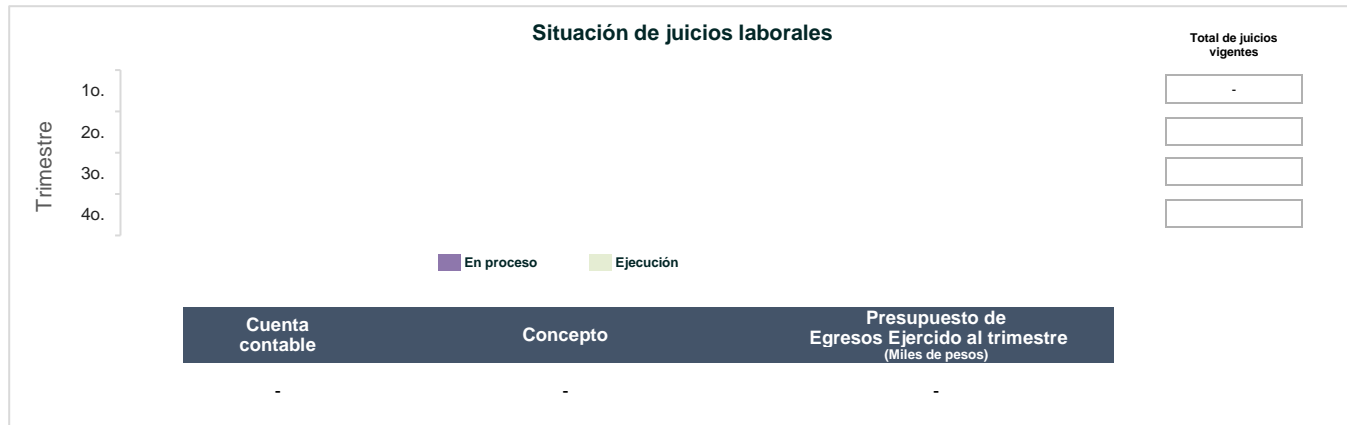 Situación de juicios laborales
Total de juicios
vigentes
Trimestre
1o.
-
2o.
3o.
4o.
En proceso
Ejecución
Cuenta
contable
Concepto
Presupuesto de
Egresos Ejercido al trimestre
(Miles de pesos)
-
-
-